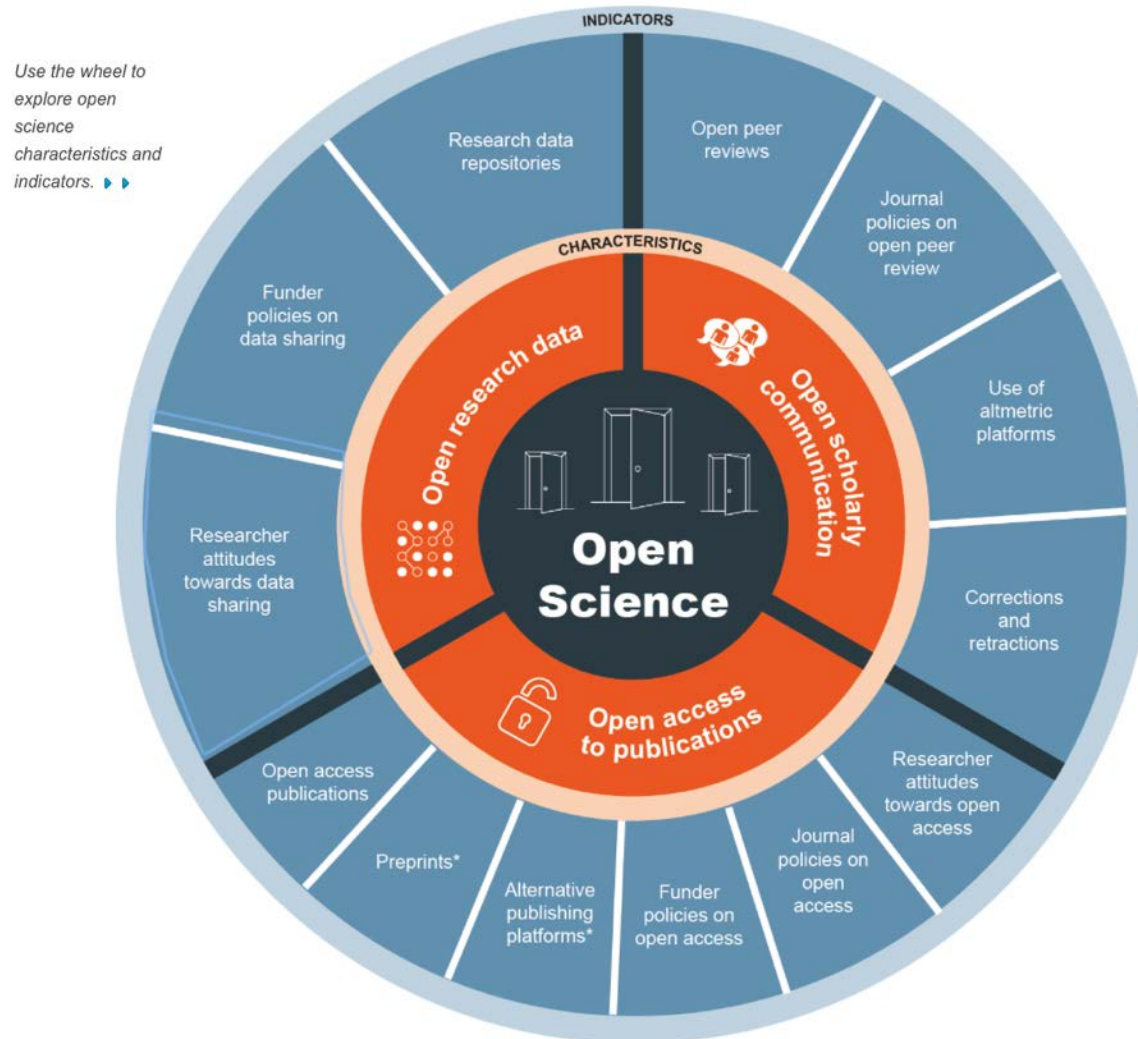 Use the wheel to
explore open
science
characteristics and
indicators.
INDICATORS
Research data
repositories
Open peer
reviews
Journal
policies on
open peer
review
Use of
altmetric
platforms
Corrections
and
retractions
Researcher
attitudes
towards open
access
Journal
policies on
open
access
Funder
policies on
open access
Alternative
publishing
platforms*
Preprints*
Open access
publications
Researcher
attitudes
towards data
sharing
Funder
policies on
data sharing
CHARACTERISTICS
Open research data
Open scholarly
communication
Open access
to publications
Open
Science